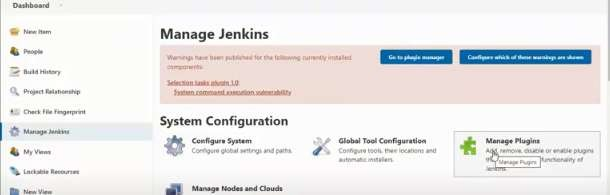 Dashboard
New Item
People
Build History
Project Relationship
Check File Fingerprint
Manage Jenkins
My Views
Lockable Resources
New View
Manage Jenkins
Warnings have been published for the following currently installed
components:
Go to plugin manager
Configure which of these warnings are shown
Selection tasks plugin 1.0:
System command execution vulnerability
System Configuration
Configure System
Configure global settings and paths.
Global Tool Configuration
Configure tools, their locations and
automatic installers.
Manage Plugins
Add, remove, disable or enable plugins
functionality of
Jenkins.
Manage Plugins
Manage Nodes and Clouds